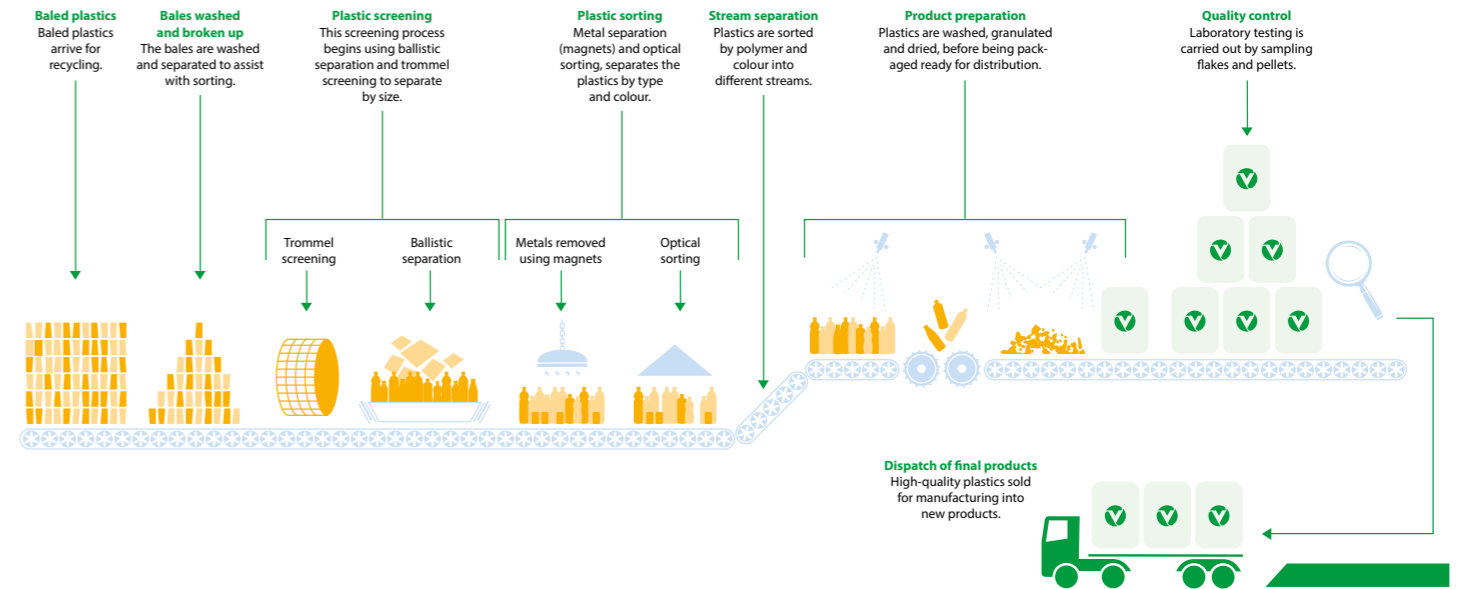 Baled plastics
Baled plastics
arrive for
recycling.
Bales washed
and broken up
The bales are washed
and separated to assist
with sorting.
Plastic screening
This screening process
begins using ballistic
separation and trommel
screening to separate
by size.
Plastic sorting
Metal separation
(magnets) and optical
sorting, separates the
plastics by type
and colour.
Stream separation
Plastics are sorted
by polymer and
colour into
different streams.
Product preparation
Plastics are washed, granulated
and dried, before being pack-
aged ready for distribution.
Quality control
Laboratory testing is
carried out by sampling
flakes and pellets.
Trommel
screening
Ballistic
separation
Metals removed
using magnets
Optical
sorting
Dispatch of final products
High-quality plastics sold
for manufacturing into
new products.